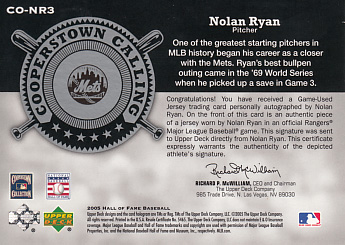 CO-NR3
Nolan Ryan
Pitcher
COOPERSTOWN CALLING
Mets
One of the greatest starting pitchers in
MLB history began his career as a closer
with the Mets. Ryan's best bullpen
outing came in the '69 World Series
when he picked up a save in Game 3.
Congratulations! You have received a Game-Used
Jersey trading card personally autographed by Nolan
Ryan. On the front of this card is an authentic piece
of a jersey worn by Nolan Ryan in an official Rangers®
Major League Baseball® game. This signature was sent
to Upper Deck directly from Nolan Ryan. This certificate
expressly warrants the authenticity of the depicted
athlete's signature.
Richard P. McWilliam
RICHARD P. McWILLIAM, CEO and Chairman
The Upper Deck Company
985 Trade Drive, N. Las Vegas, NV 89030
2005 HALL OF FAME BASEBALL
UPPER DECK